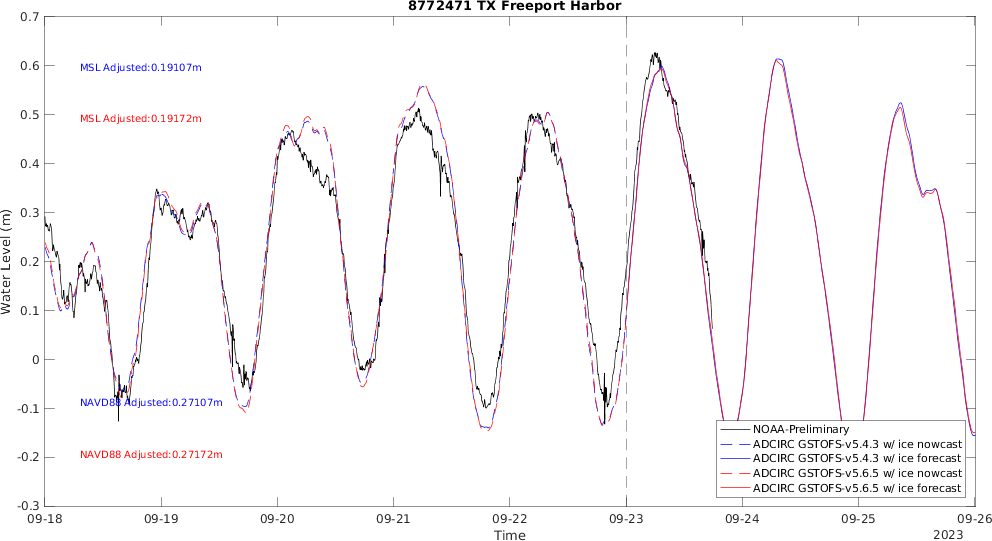 8772471 TX Freeport Harbor
0.7
0.6
0.5
0.4
0.3
0.2
0.1
0
-0.1
-0.2
-0.3
Water Level (m)
MSL Adjusted:0.19107m
MSL Adjusted:0.19172m
NAVD88 Adjusted:0.27107m
NAVD88 Adjusted:0.27172m
NOAA-Preliminary
ADCIRC GSTOFS-v5.4.3 w/ ice nowcast
ADCIRC GSTOFS-v5.4.3 w/ ice forecast
ADCIRC GSTOFS-v5.6.5 w/ ice nowcast
ADCIRC GSTOFS-v5.6.5 w/ ice forecast
09-18 09-19 09-20 09-21 09-22 09-23 09-24 09-25 09-26
Time
2023